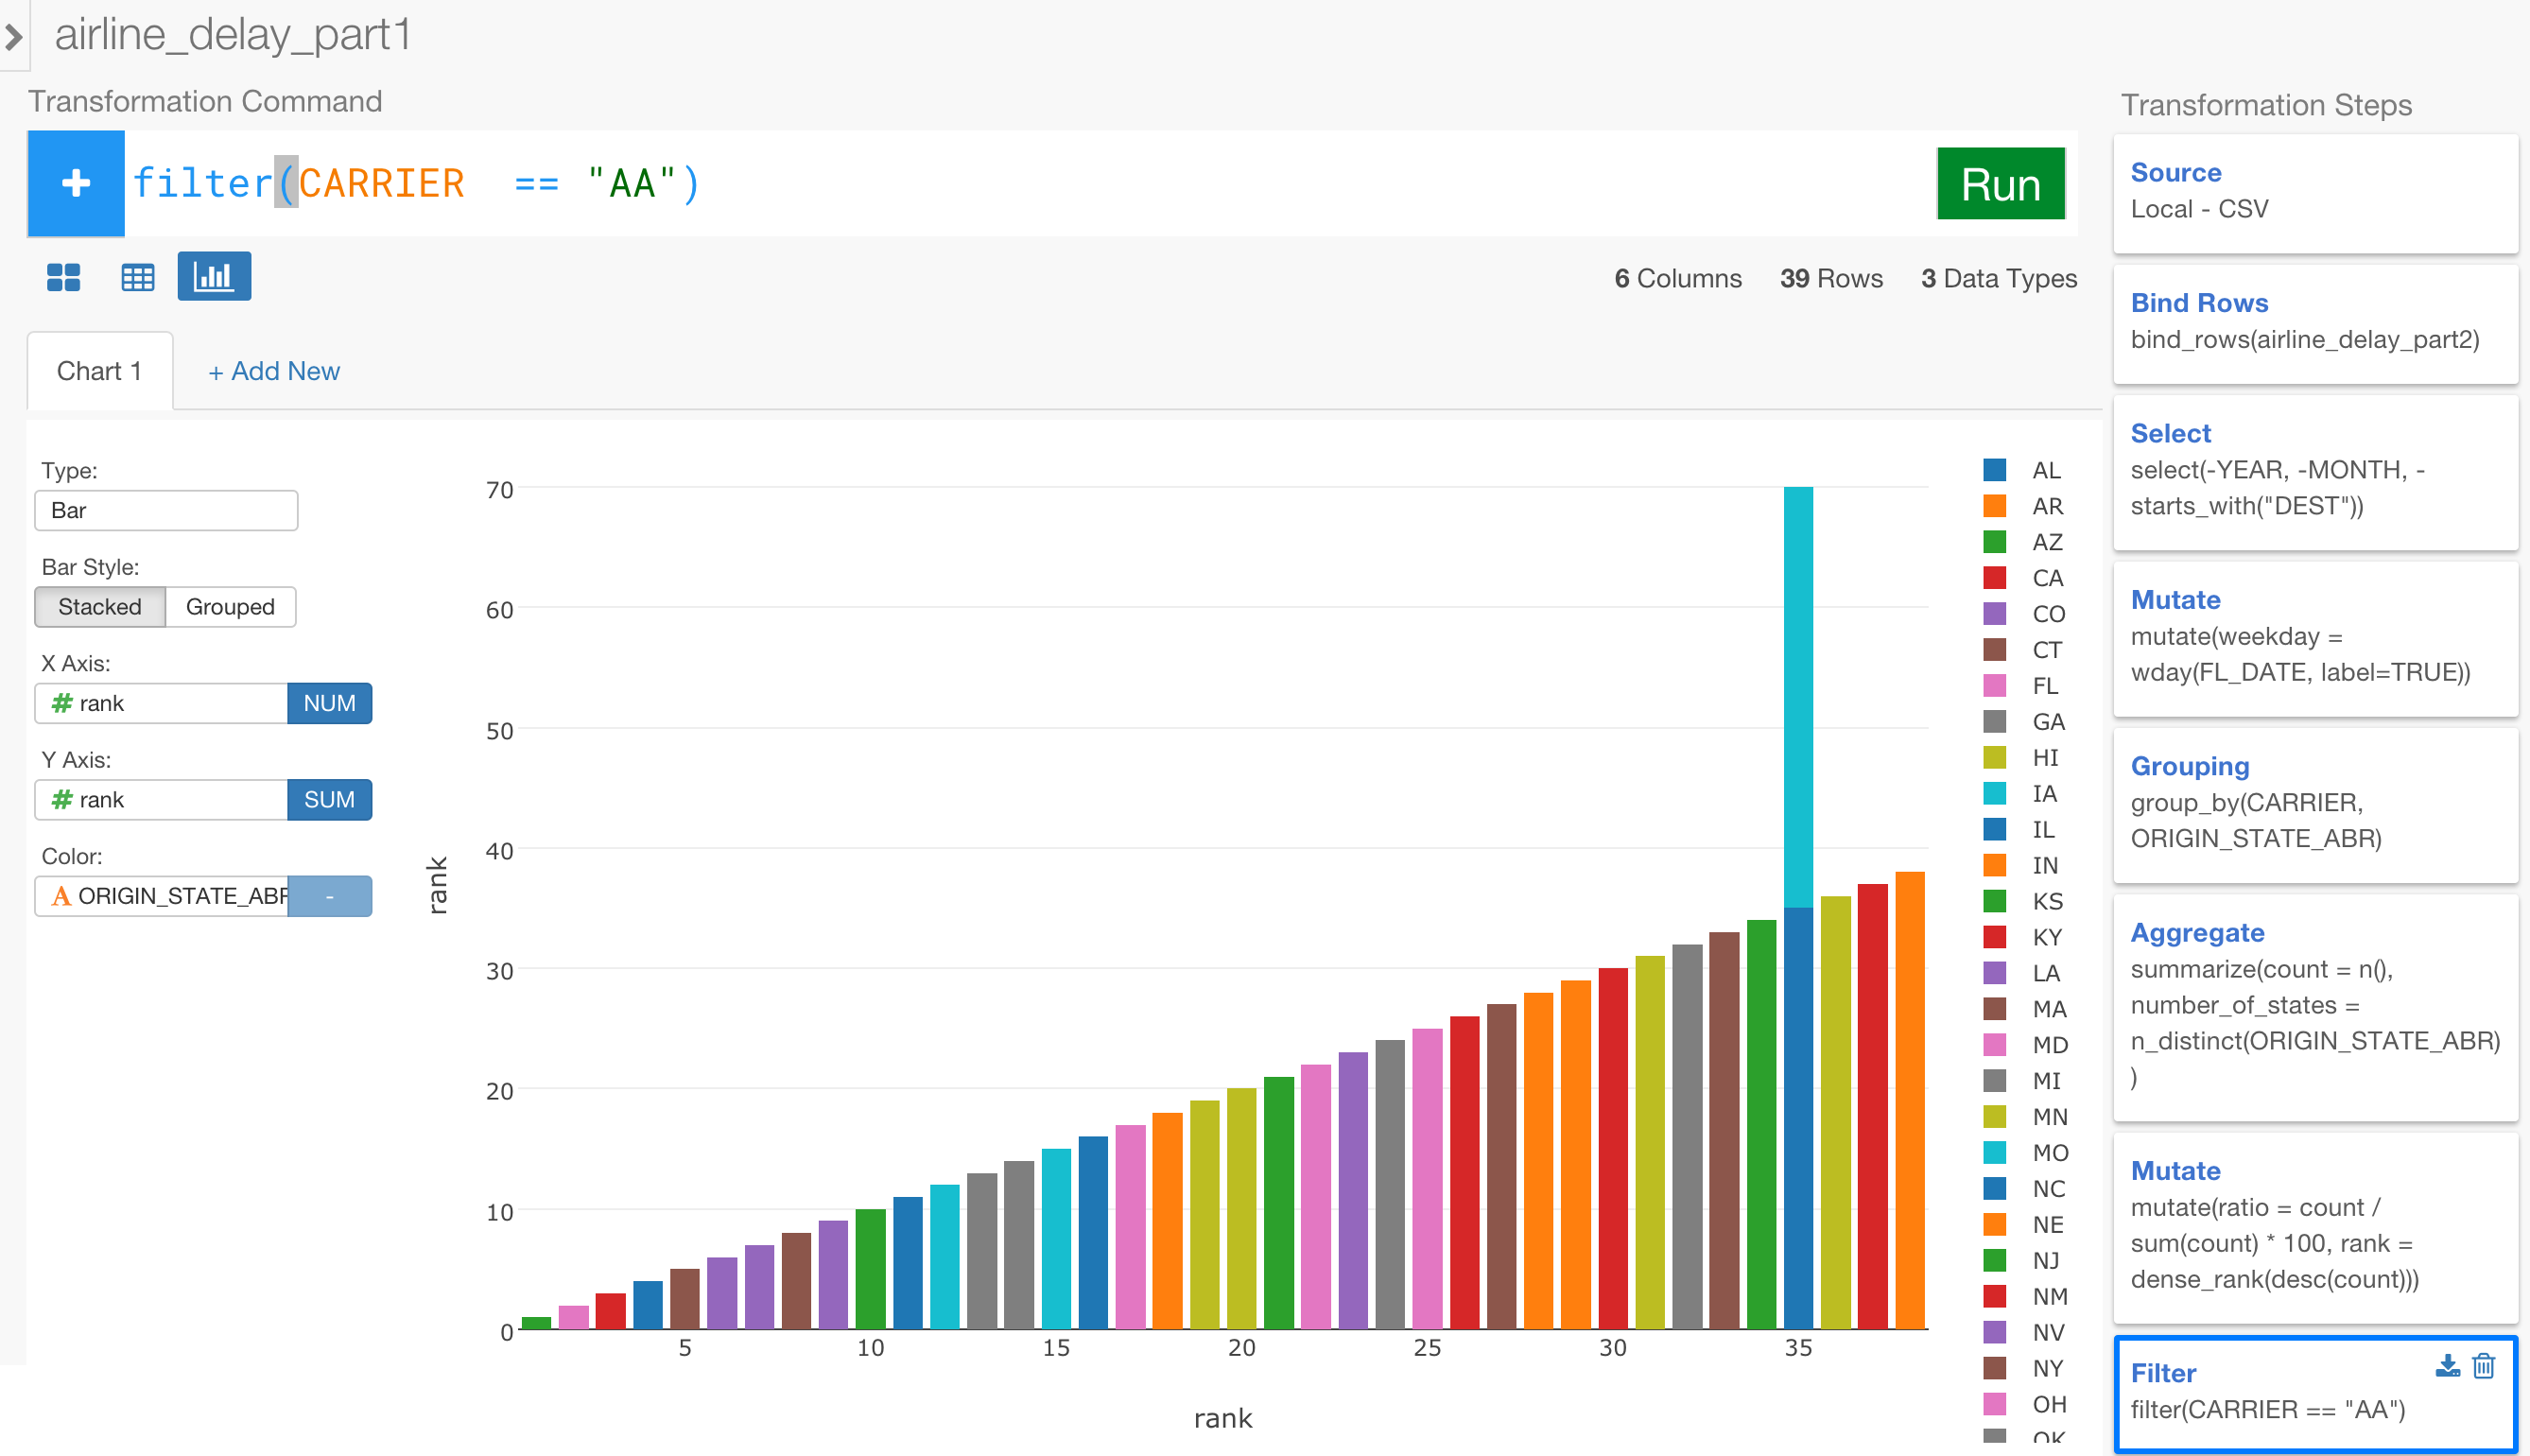 airline_delay_part1
Transformation Command
+ filter(CARRIER == "AA")
Run
6 Columns 39 Rows 3 Data Types
Chart 1
+ Add New
Type:
Bar
Bar Style:
Stacked Grouped
X Axis:
# rank NUM
Y Axis:
# rank SUM
Color:
A ORIGIN_STATE_ABR -
70
60
50
40
30
20
10
0
rank
5 10 15 20 25 30 35
rank
AL
AR
AZ
CA
CO
CT
FL
GA
HI
IA
IL
IN
KS
KY
LA
MA
MD
MI
MN
MO
NC
NE
NJ
NM
NV
NY
OH
OK
Transformation Steps
Source
Local - CSV
Bind Rows
bind_rows(airline_delay_part2)
Select
select(-YEAR, -MONTH, -
starts_with("DEST"))
Mutate
mutate(weekday =
wday(FL_DATE, label=TRUE))
Grouping
group_by(CARRIER,
ORIGIN_STATE_ABR)
Aggregate
summarize(count = n(),
number_of_states =
n_distinct(ORIGIN_STATE_ABR)
)
Mutate
mutate(ratio = count /
sum(count) * 100, rank =
dense_rank(desc(count)))
Filter
filter(CARRIER == "AA")